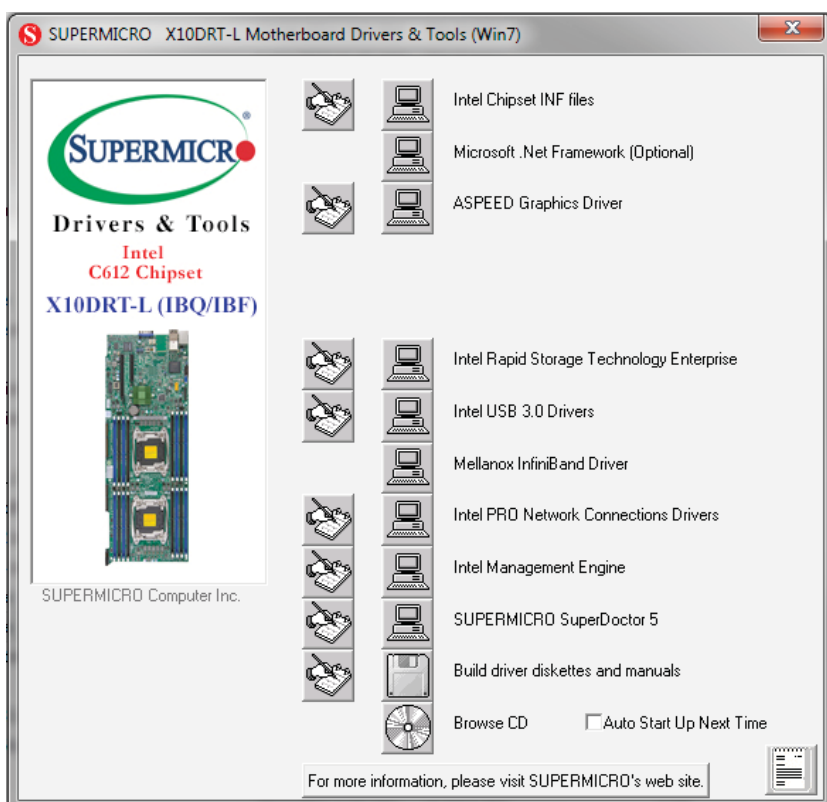 SUPERMICRO X10DRT-L Motherboard Drivers & Tools (Win7)
SUPERMICR
®
Drivers & Tools
Intel
C612 Chipset
X10DRT-L (IBQ/IBF)
SUPERMICRO Computer Inc.
Intel Chipset INF files
Microsoft .Net Framework (Optional)
ASPEED Graphics Driver
Intel Rapid Storage Technology Enterprise
Intel USB 3.0 Drivers
Mellanox InfiniBand Driver
Intel PRO Network Connections Drivers
Intel Management Engine
SUPERMICRO SuperDoctor 5
Build driver diskettes and manuals
Browse CD Auto Start Up Next Time
For more information, please visit SUPERMICRO's web site.